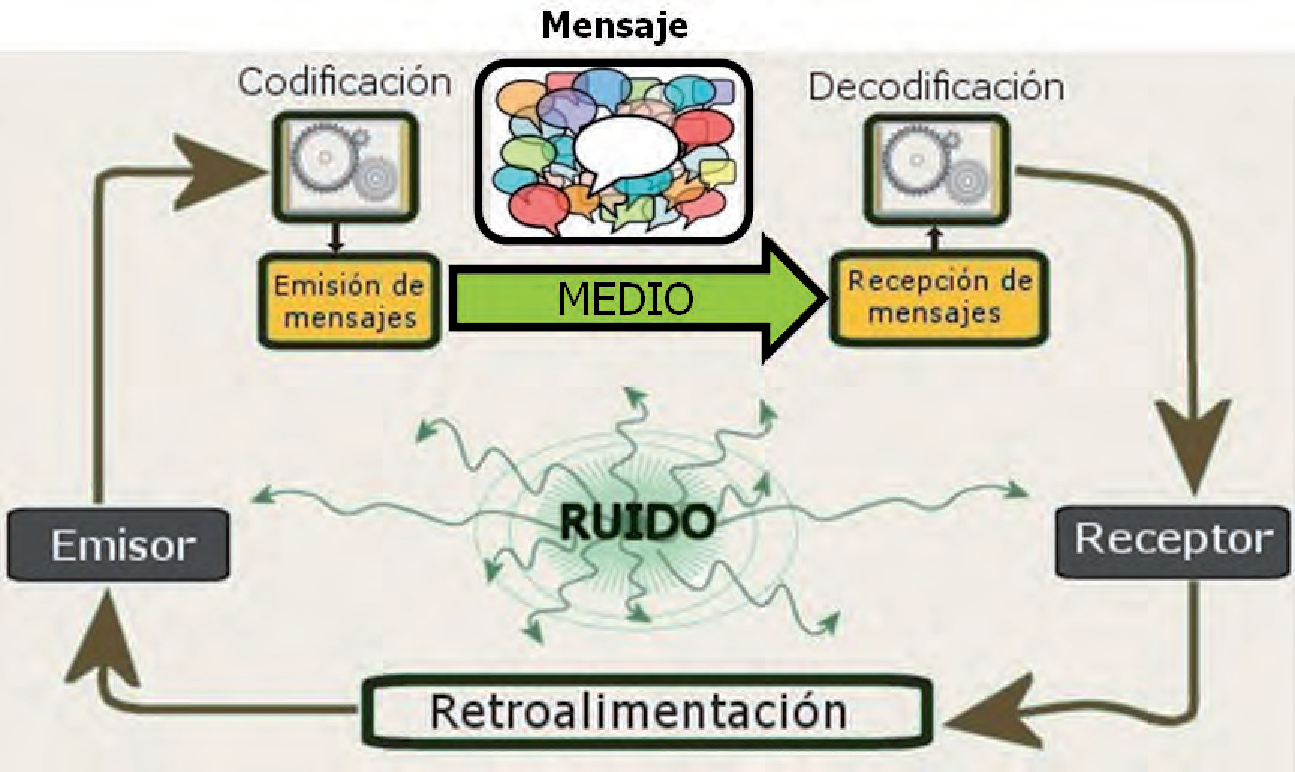 Mensaje
Codificación
Decodificación
Emisión de
mensajes
MEDIO
Recepción de
mensajes
RUIDO
Emisor
Receptor
Retroalimentación